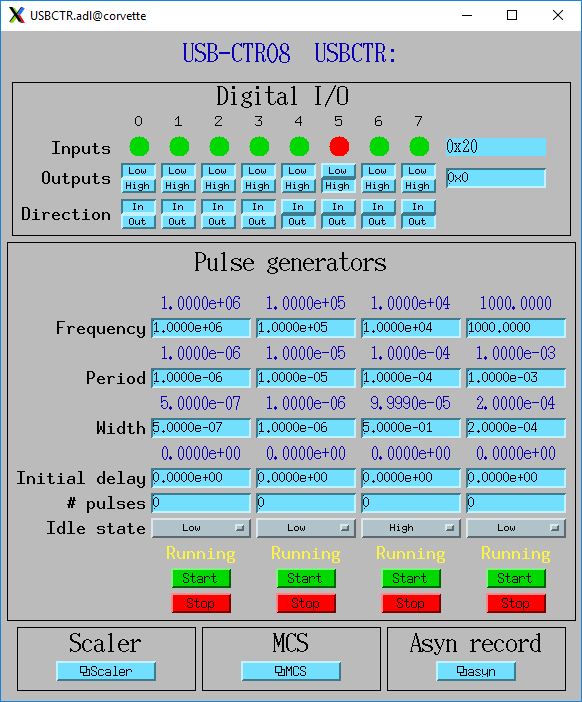 USBCTR.adl@corvette
USB-CTR08 USBCTR:
Digital I/O
0 1 2 3 4 5 6 7
Inputs 0x20
Low Low Low Low Low Low Low Low
Outputs 0x0
High High High High High High High High
In In In In In In In In
Direction
Out Out Out Out Out Out Out Out
Pulse generators
1.0000e+06 1.0000e+05 1.0000e+04 1000.0000
Frequency 1.0000e+06 1.0000e+05 1.0000e+04 1000.0000
1.0000e-06 1.0000e-05 1.0000e-04 1.0000e-03
Period 1.0000e-06 1.0000e-05 1.0000e-04 1.0000e-03
5.0000e-07 1.0000e-06 9.9990e-05 2.0000e-04
Width 5.0000e-07 1.0000e-06 5.0000e-01 2.0000e-04
0.0000e+00 0.0000e+00 0.0000e+00 0.0000e+00
Initial delay 0.0000e+00 0.0000e+00 0.0000e+00 0.0000e+00
# pulses 0 0 0 0
Idle state Low Low High Low
Running Running Running Running
Start Start Start Start
Stop Stop Stop Stop
Scaler MCS Asyn record
Scaler MCS asyn